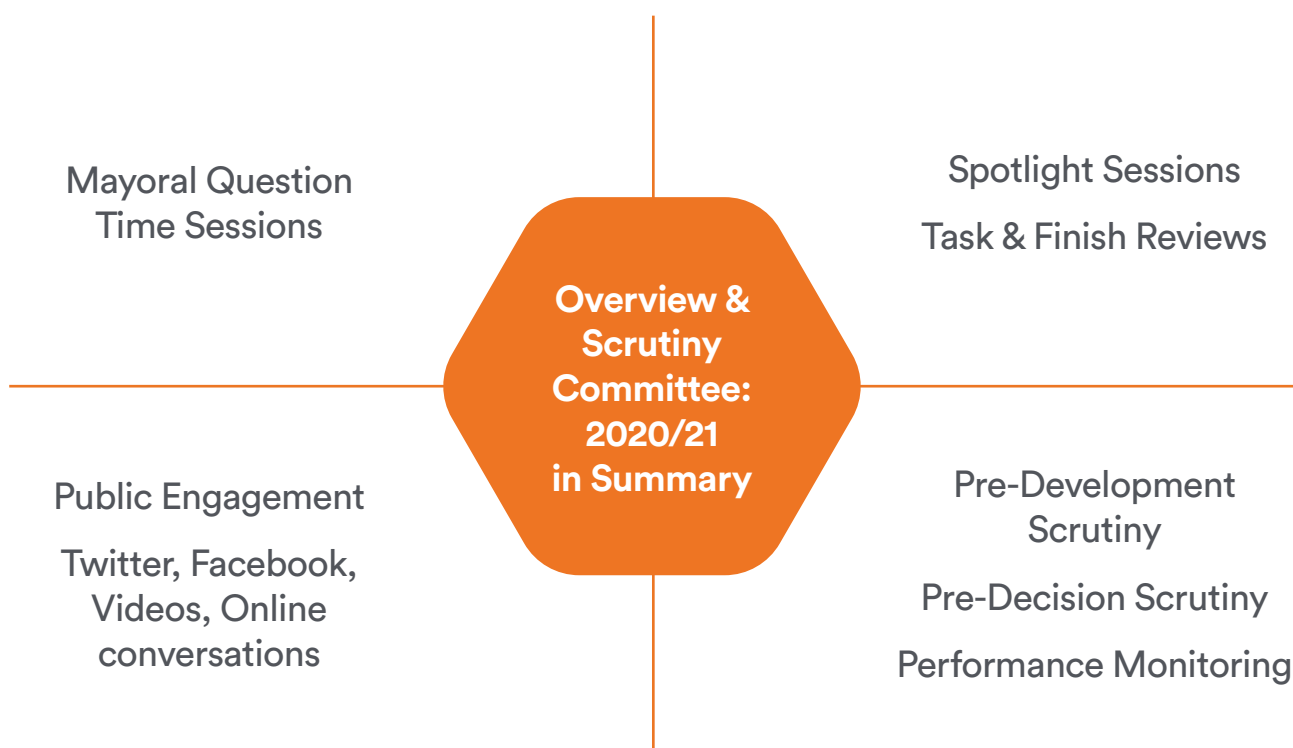 Mayoral Question
Time Sessions
Spotlight Sessions
Task & Finish Reviews
Overview &
Scrutiny
Committee:
2020/21
in Summary
Public Engagement
Twitter, Facebook,
Videos, Online
conversations
Pre-Development
Scrutiny
Pre-Decision Scrutiny
Performance Monitoring